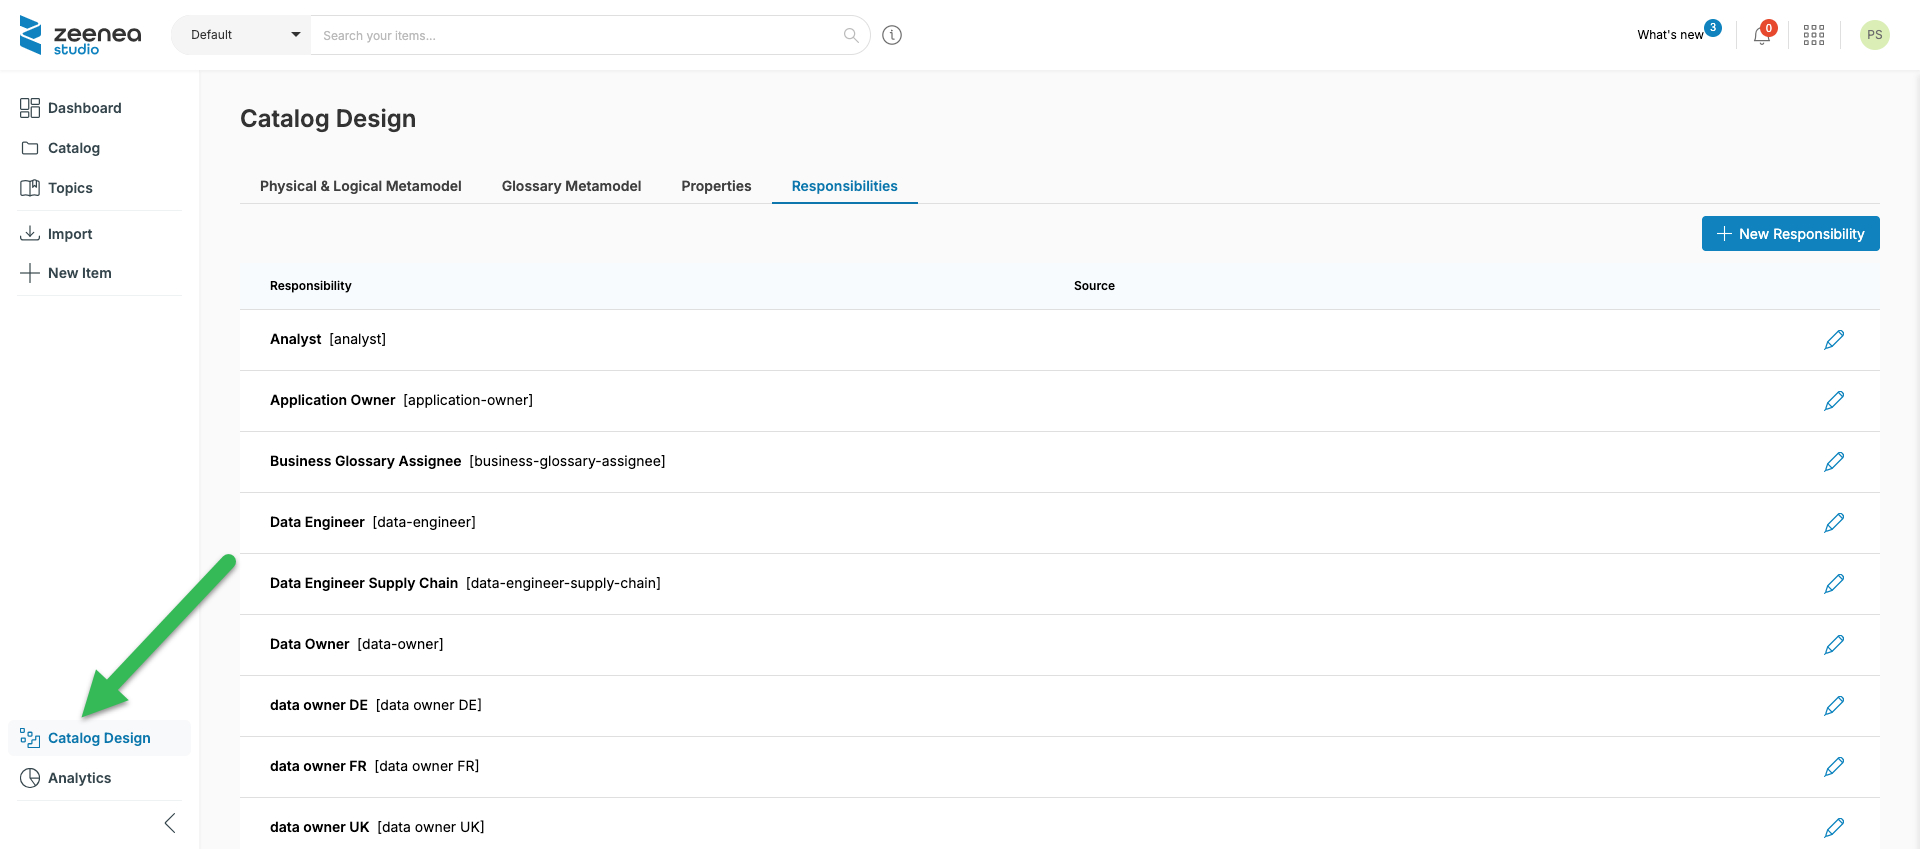 zeenea
studio
Default
Search your items...
What's new 3
0
PS
Dashboard
Catalog
Topics
Import
New Item
Catalog Design
Analytics
Catalog Design
Physical & Logical Metamodel
Glossary Metamodel
Properties
Responsibilities
New Responsibility
Responsibility
Source
Analyst [analyst]
Application Owner [application-owner]
Business Glossary Assignee [business-glossary-assignee]
Data Engineer [data-engineer]
Data Engineer Supply Chain [data-engineer-supply-chain]
Data Owner [data-owner]
data owner DE [data owner DE]
data owner FR [data owner FR]
data owner UK [data owner UK]